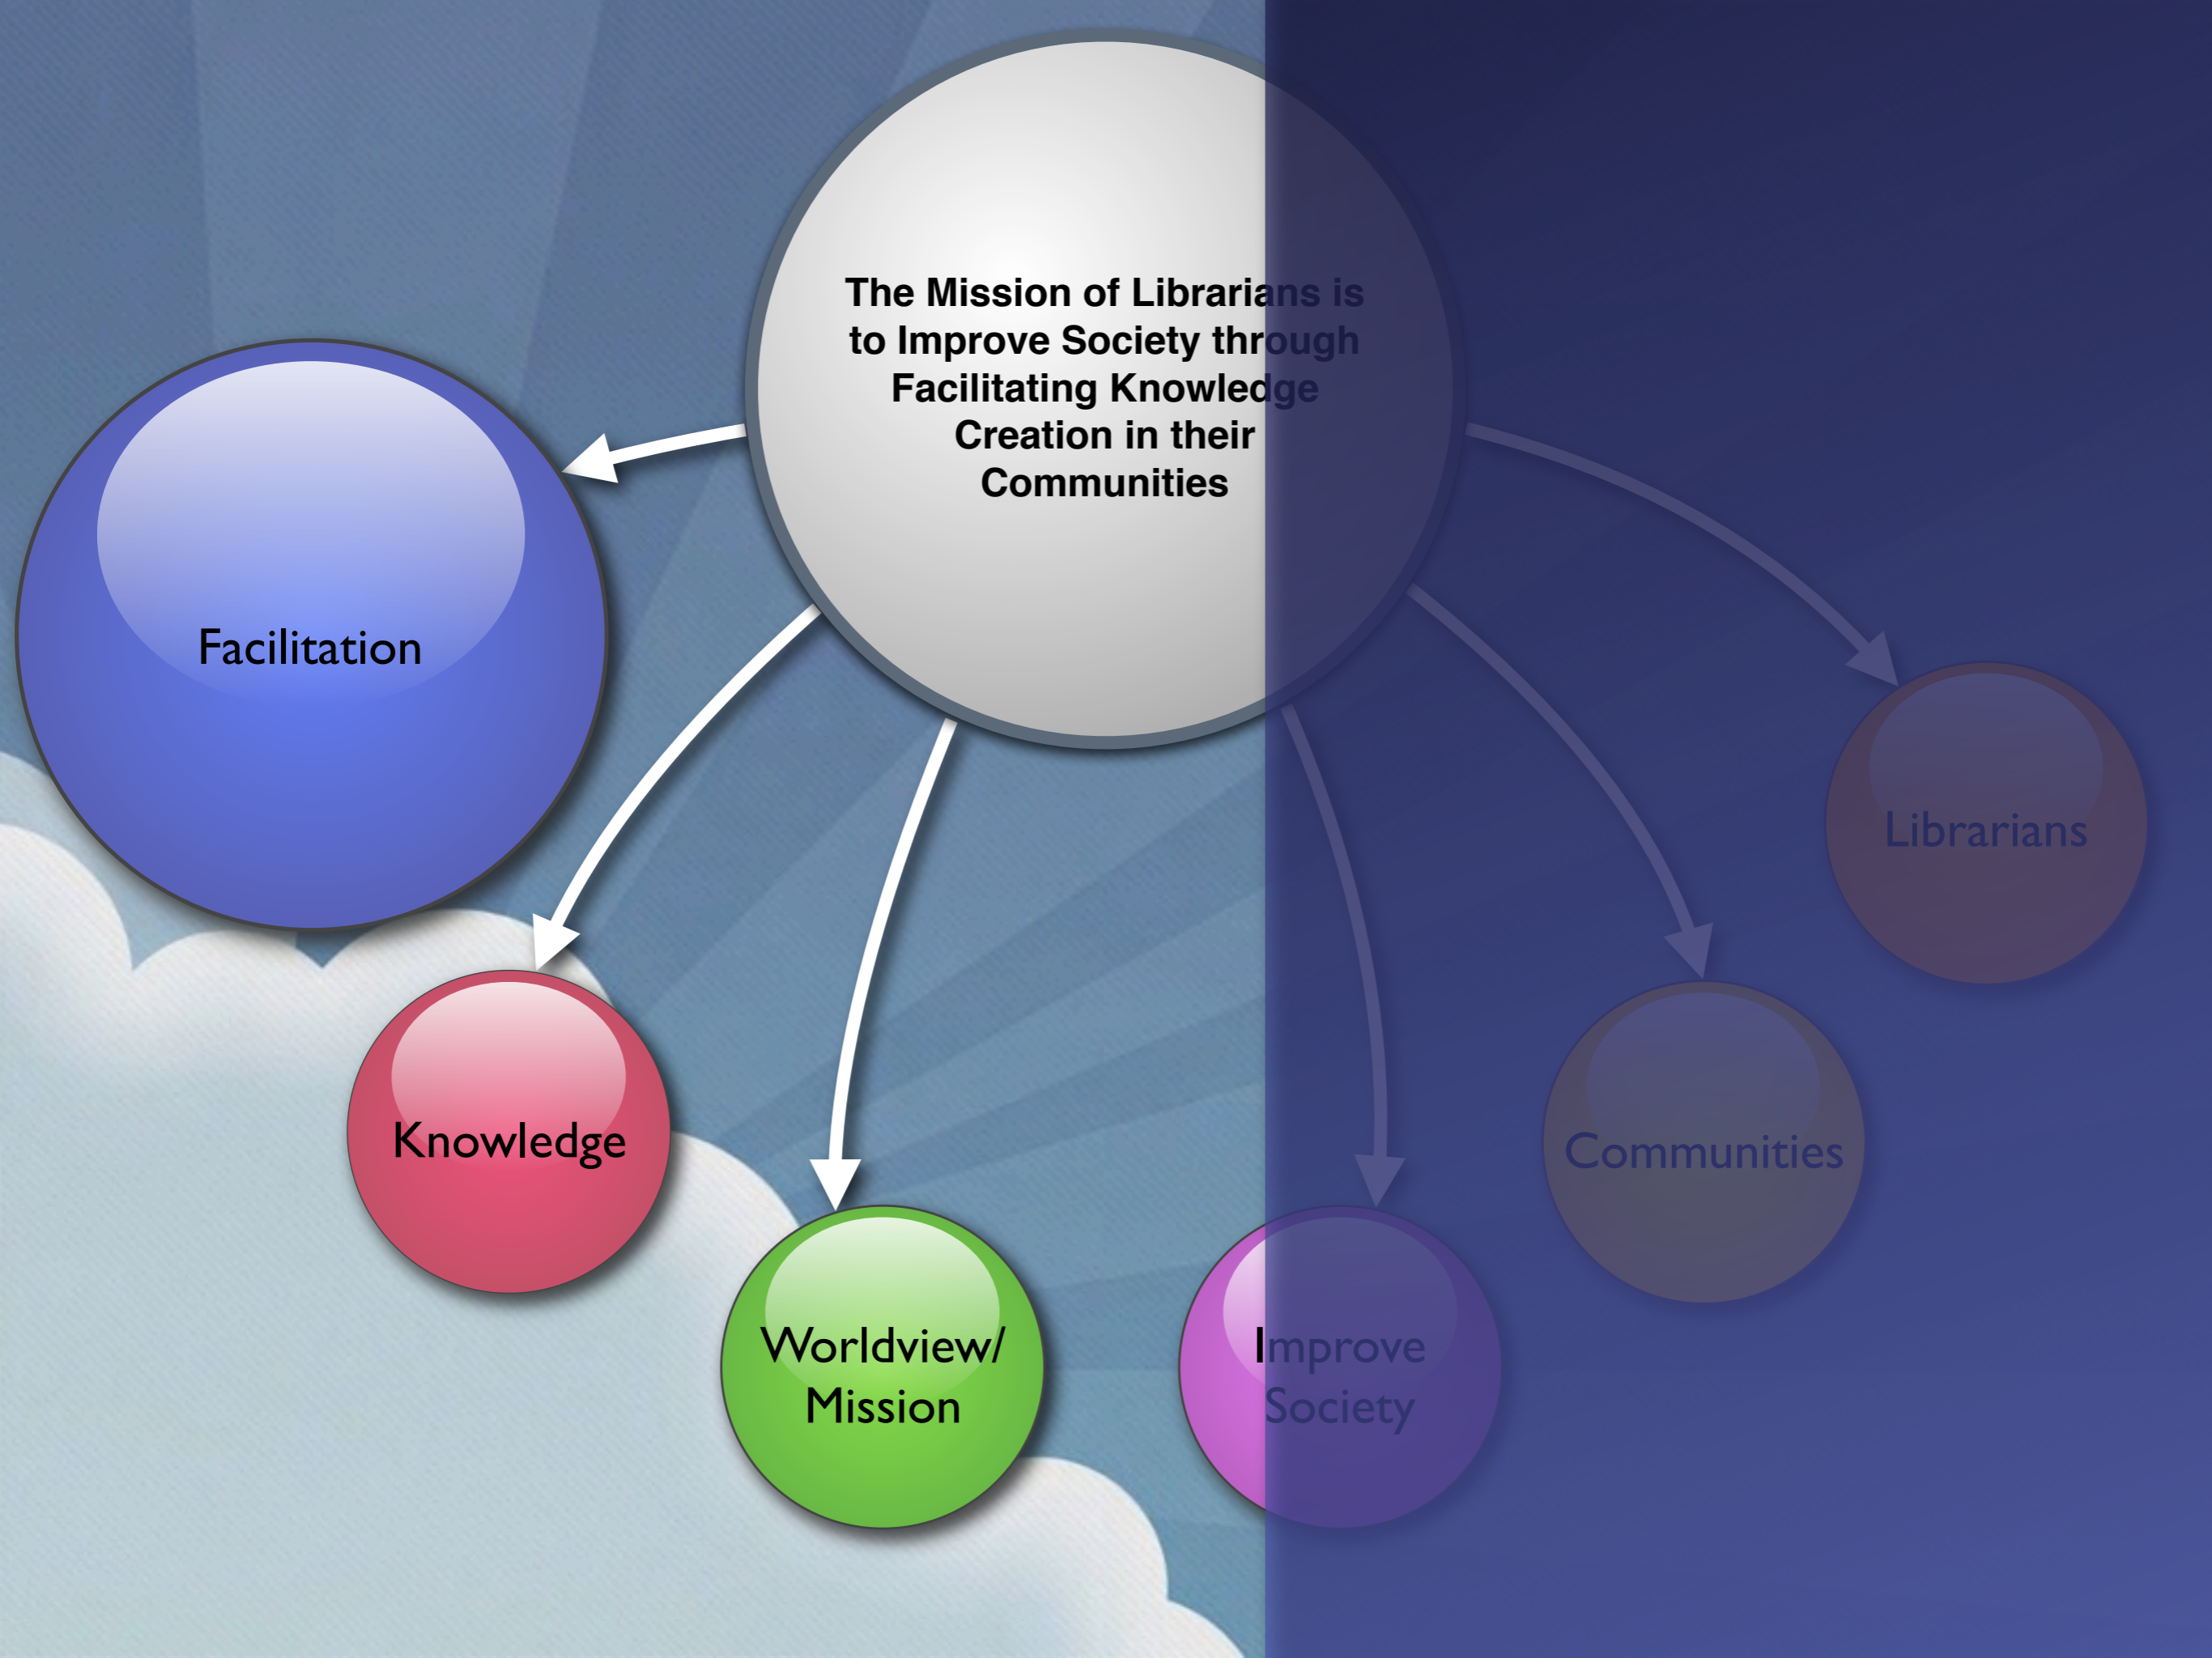 The Mission of Librarians is
to Improve Society through
Facilitating Knowledge
Creation in their
Communities
Facilitation
Librarians
Knowledge
Communities
Worldview/
Mission
Improve
Society